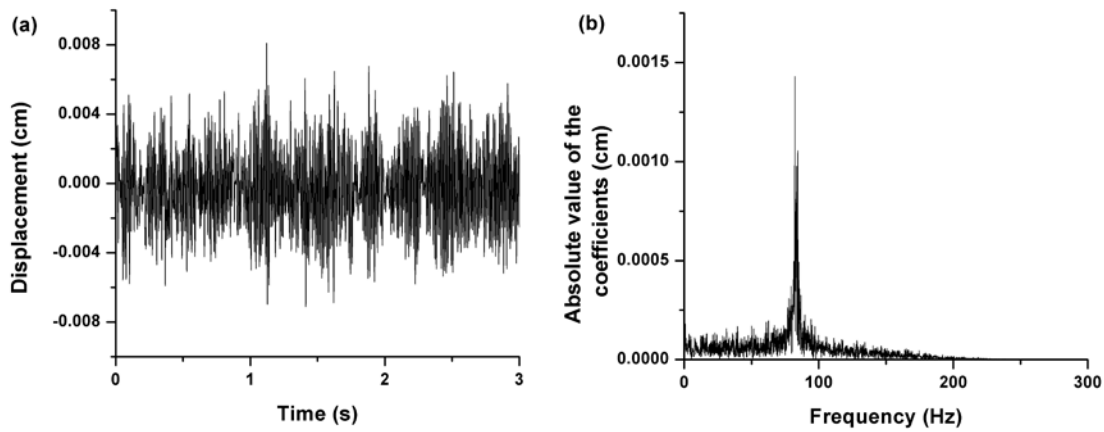 (a)
Displacement (cm)
0.008
0.004
0.000
-0.004
-0.008
0
1
2
3
Time (s)
(b)
Absolute value of the
coefficients (cm)
0.0015
0.0010
0.0005
0.0000
0
100
200
300
Frequency (Hz)